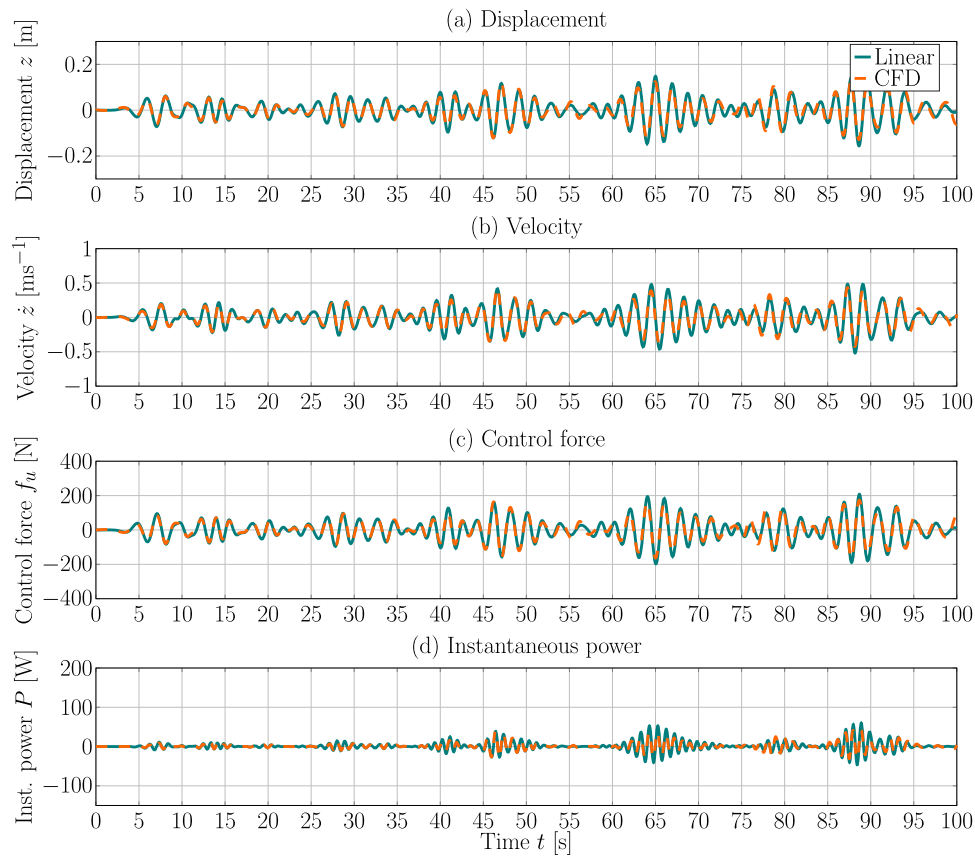 (a) Displacement
Displacement z [m]
0.2
0
−0.2
Linear
CFD
0 5 10 15 20 25 30 35 40 45 50 55 60 65 70 75 80 85 90 95 100
(b) Velocity
Velocity ż [ms⁻¹]
1
0.5
0
−0.5
−1
0 5 10 15 20 25 30 35 40 45 50 55 60 65 70 75 80 85 90 95 100
(c) Control force
Control force fᵤ [N]
400
200
0
−200
−400
0 5 10 15 20 25 30 35 40 45 50 55 60 65 70 75 80 85 90 95 100
(d) Instantaneous power
Inst. power P [W]
200
100
0
−100
0 5 10 15 20 25 30 35 40 45 50 55 60 65 70 75 80 85 90 95 100
Time t [s]